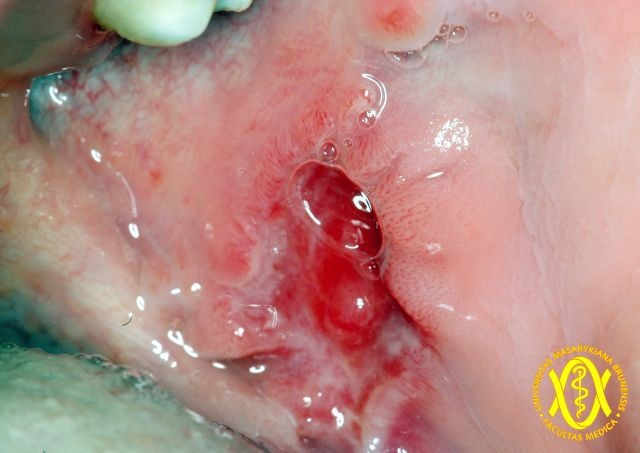 UNIVERSITAS MASARYKIANA BRUNENSIS
• FACULTAS MEDICA •